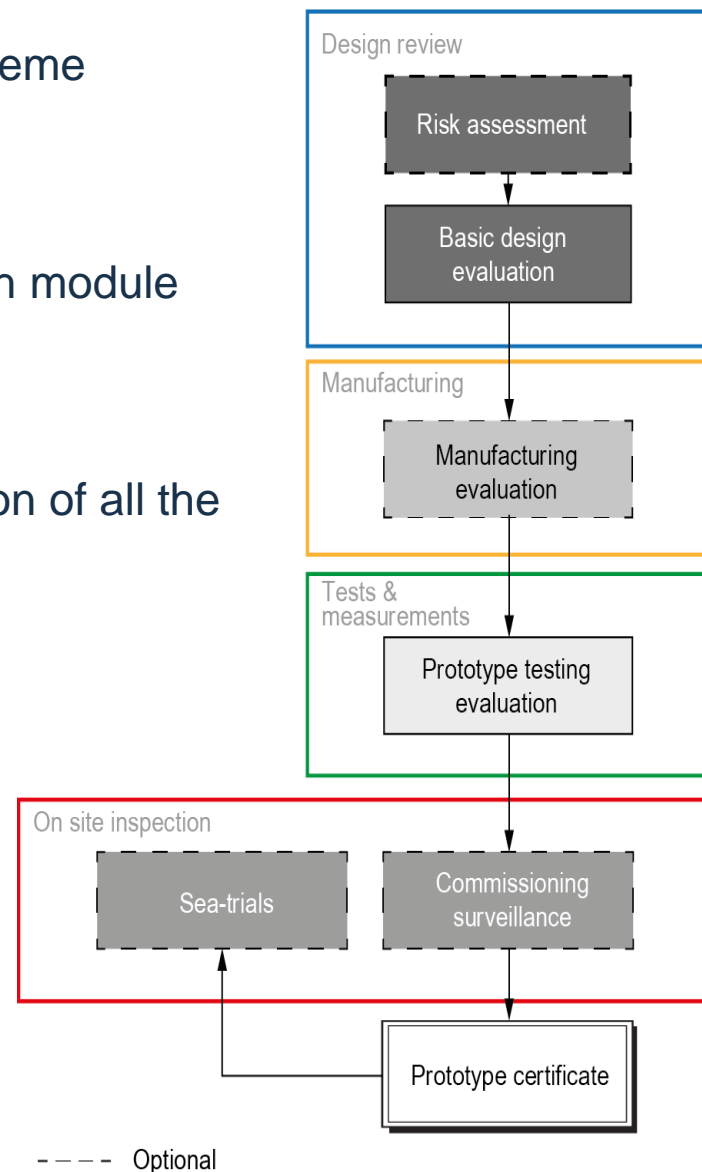 eme
n module
on of all the
Design review
Risk assessment
Basic design
evaluation
Manufacturing
Manufacturing
evaluation
Tests &
measurements
Prototype testing
evaluation
On site inspection
Sea-trials
Commissioning
surveillance
Prototype certificate
Optional